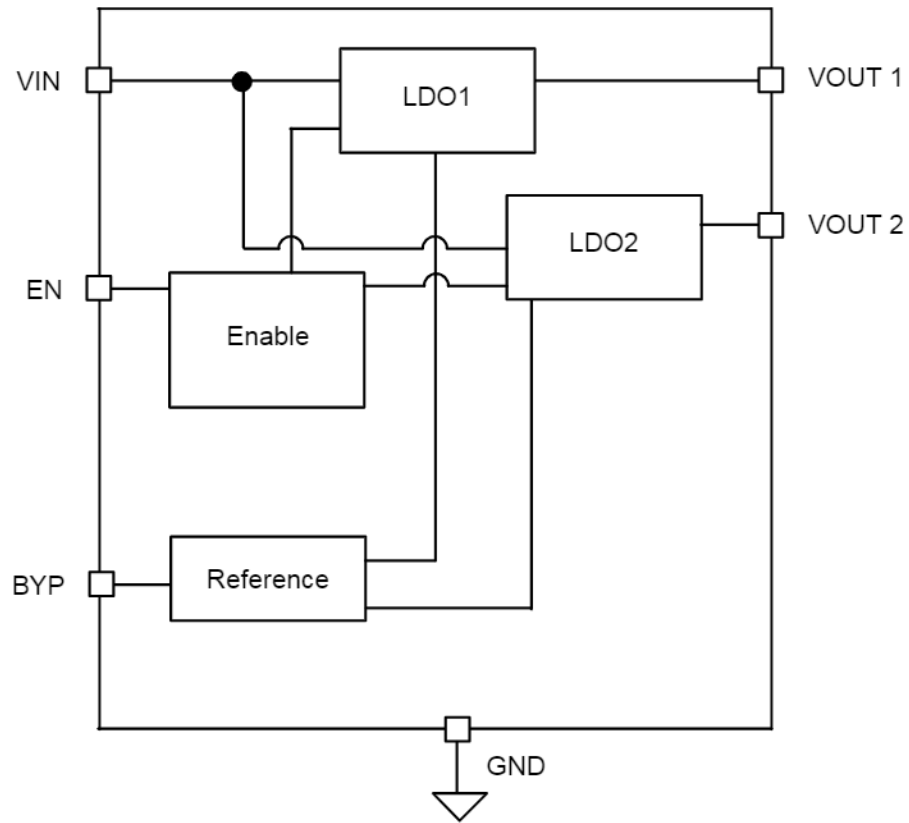 VIN
LDO1
VOUT 1
LDO2
VOUT 2
EN
Enable
BYP
Reference
GND